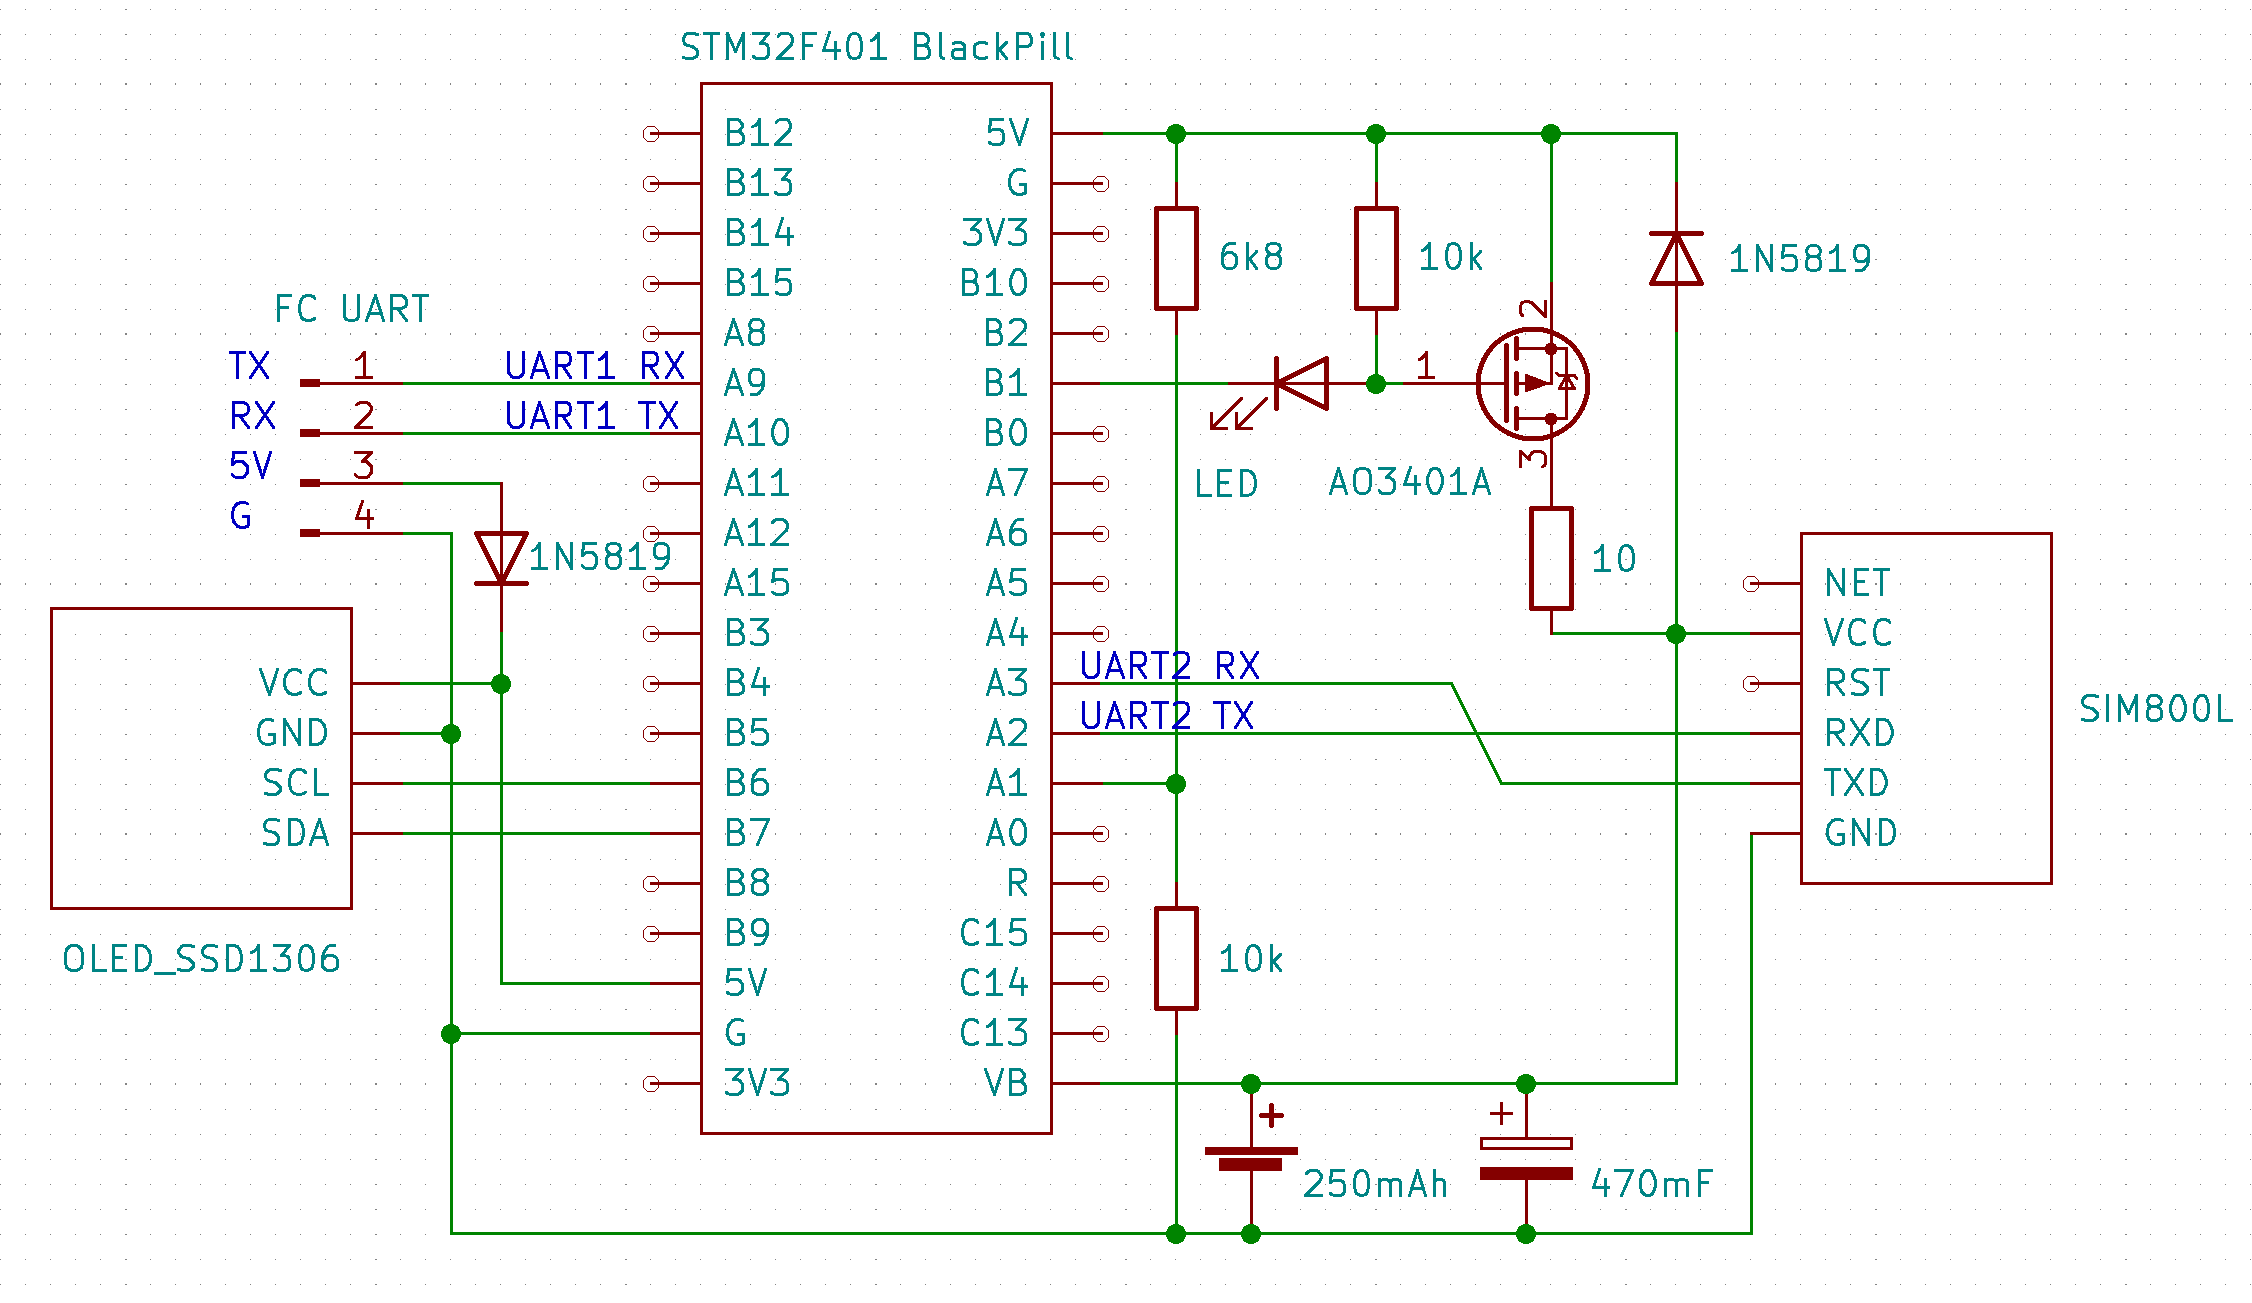 STM32F401 BlackPill
B12
B13
B14
B15
A8
A9
A10
A11
A12
A15
B3
B4
B5
B6
B7
B8
B9
5V
G
3V3
5V
G
3V3
B10
B2
B1
B0
A7
A6
A5
A4
A3
A2
A1
A0
R
C15
C14
C13
VB
FC UART
TX 1 UART1 RX
RX 2 UART1 TX
5V 3
G 4
1N5819
VCC
GND
SCL
SDA
OLED_SSD1306
6k8
10k
1N5819
2
1
3
LED
AO3401A
10
UART2 RX
UART2 TX
10k
+
250mAh
+
470mF
NET
VCC
RST
RXD
TXD
GND
SIM800L